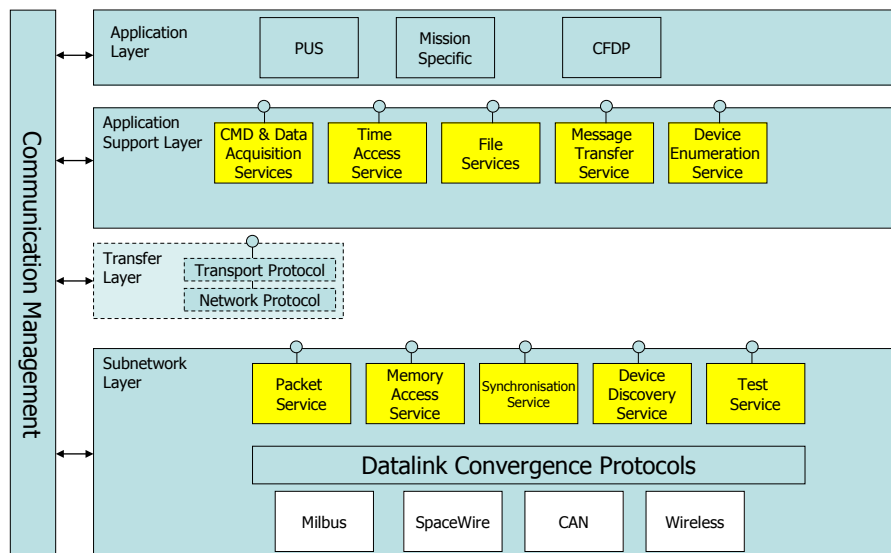 Communication Management
Application
Layer
PUS
Mission
Specific
CFDP
Application
Support Layer
CMD & Data
Acquisition
Services
Time
Access
Service
File
Services
Message
Transfer
Service
Device
Enumeration
Service
Transfer
Layer
Transport Protocol
Network Protocol
Subnetwork
Layer
Packet
Service
Memory
Access
Service
Synchronisation
Service
Device
Discovery
Service
Test
Service
Datalink Convergence Protocols
Milbus
SpaceWire
CAN
Wireless